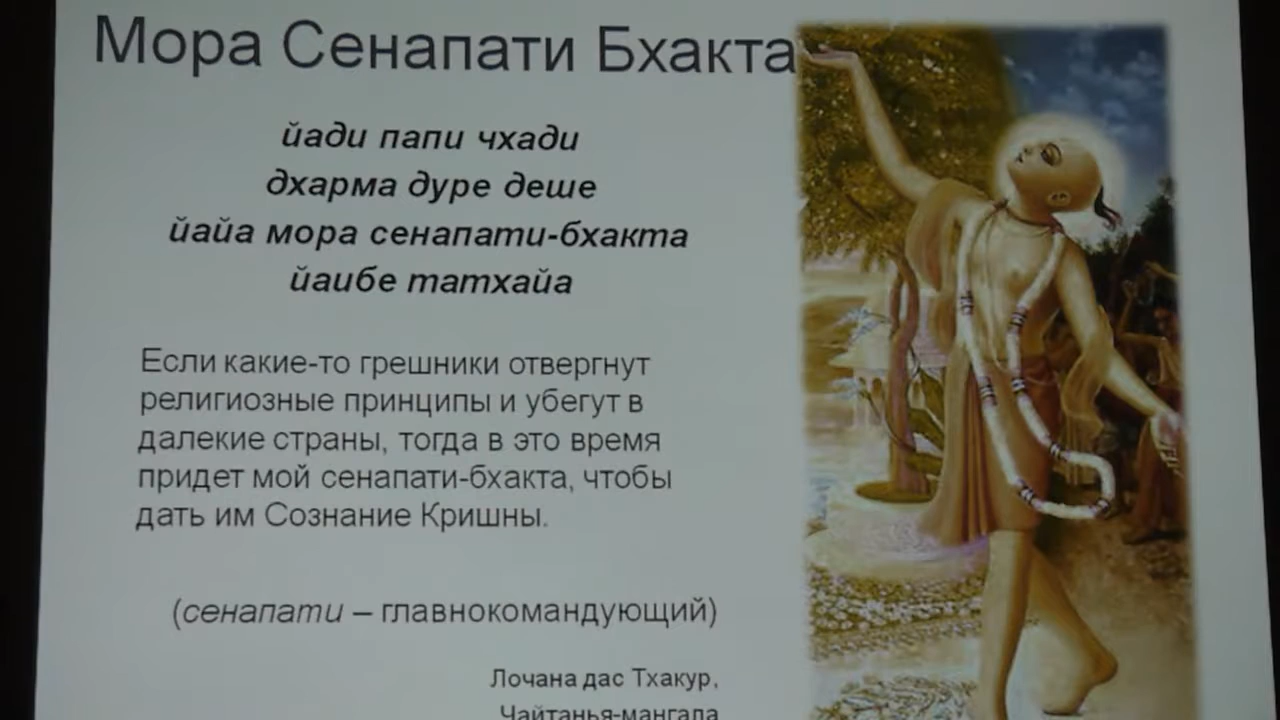 Мора Сенапати Бхакта
йади папи чхади
дхарма дуре деше
йайа мора сенапати-бхакта
йаибе татхайа
Если какие-то грешники отвергнут
религиозные принципы и убегут в
далекие страны, тогда в это время
придет мой сенапати-бхакта, чтобы
дать им Сознание Кришны.
(сенапати – главнокомандующий)
Лочана дас Тхакур,
Чайтанья-мангала